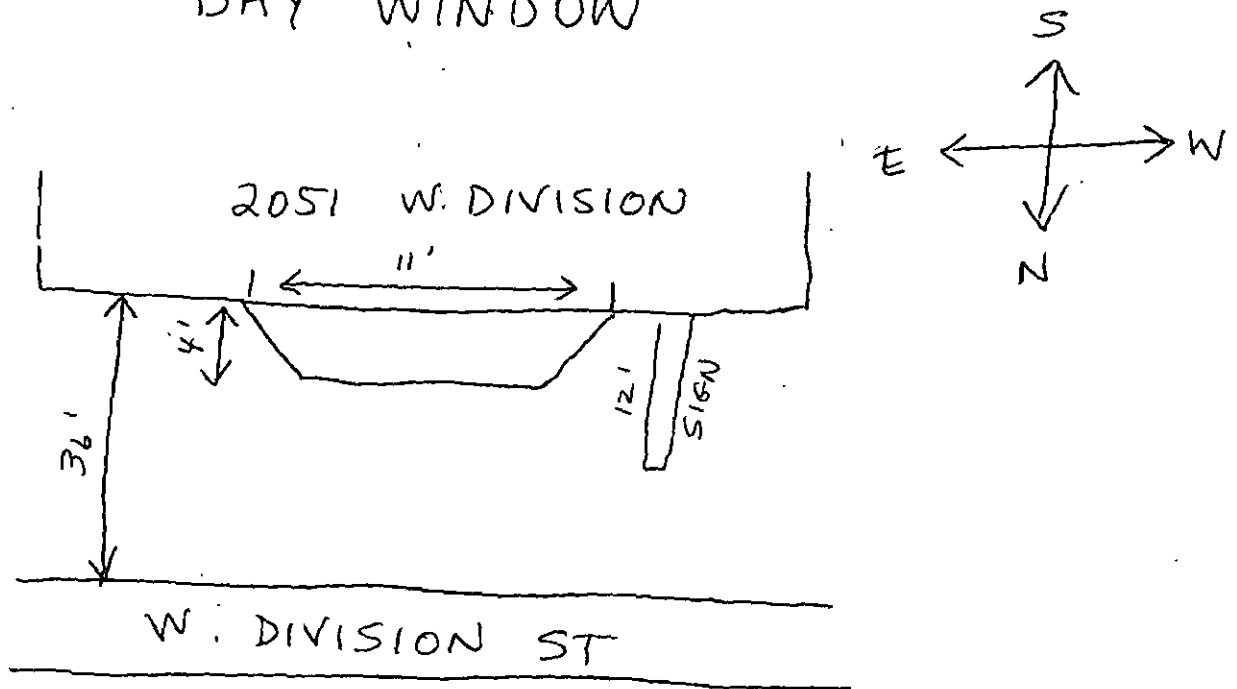 BAY WINDOW
S
E W
N
2051 W. DIVISION
11'
4'
12'
SIGN
36'
W. DIVISION ST